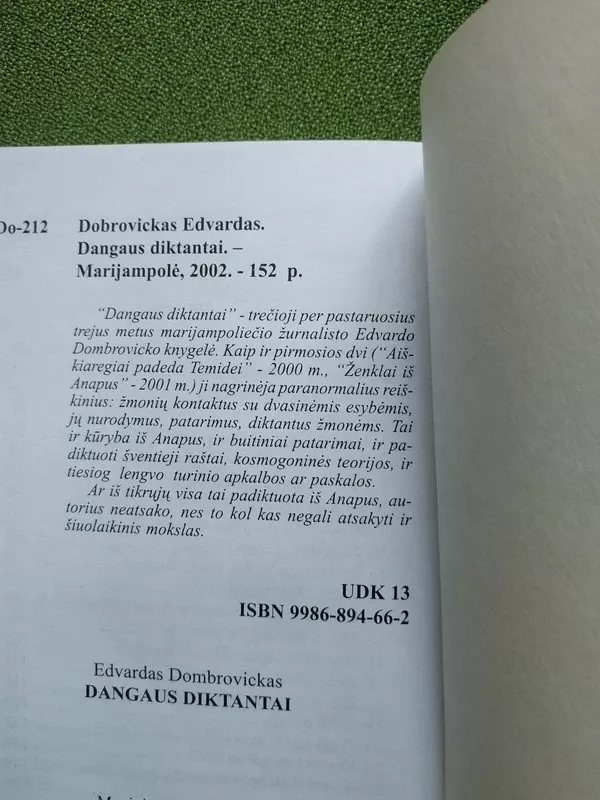 Do-212
Dobrovickas Edvardas.
Dangaus diktantai. –
Marijampolė, 2002. - 152 p.
“Dangaus diktantai” - trečioji per pastaruosius
trejus metus marijampoliečio žurnalisto Edvardo
Dombrovicko knygelė. Kaip ir pirmosios dvi (“Aiš-
kiaregiai padeda Temidei” - 2000 m., “Ženklai iš
Anapus” - 2001 m.) ji nagrinėja paranormalius reiš-
kinius: žmonių kontaktus su dvasinėmis esybėmis,
jų nurodymus, patarimus, diktantus žmonėms. Tai
ir kūryba iš Anapus, ir buitiniai patarimai, ir pa-
diktuoti šventieji raštai, kosmogoninės teorijos, ir
tiesiog lengvo turinio apkalbos ar paskalos.
Ar iš tikrųjų visa tai padiktuota iš Anapus, au-
torius neatsako, nes to kol kas negali atsakyti ir
šiuolaikinis mokslas.
UDK 13
ISBN 9986-894-66-2
Edvardas Dombrovickas
DANGAUS DIKTANTAI